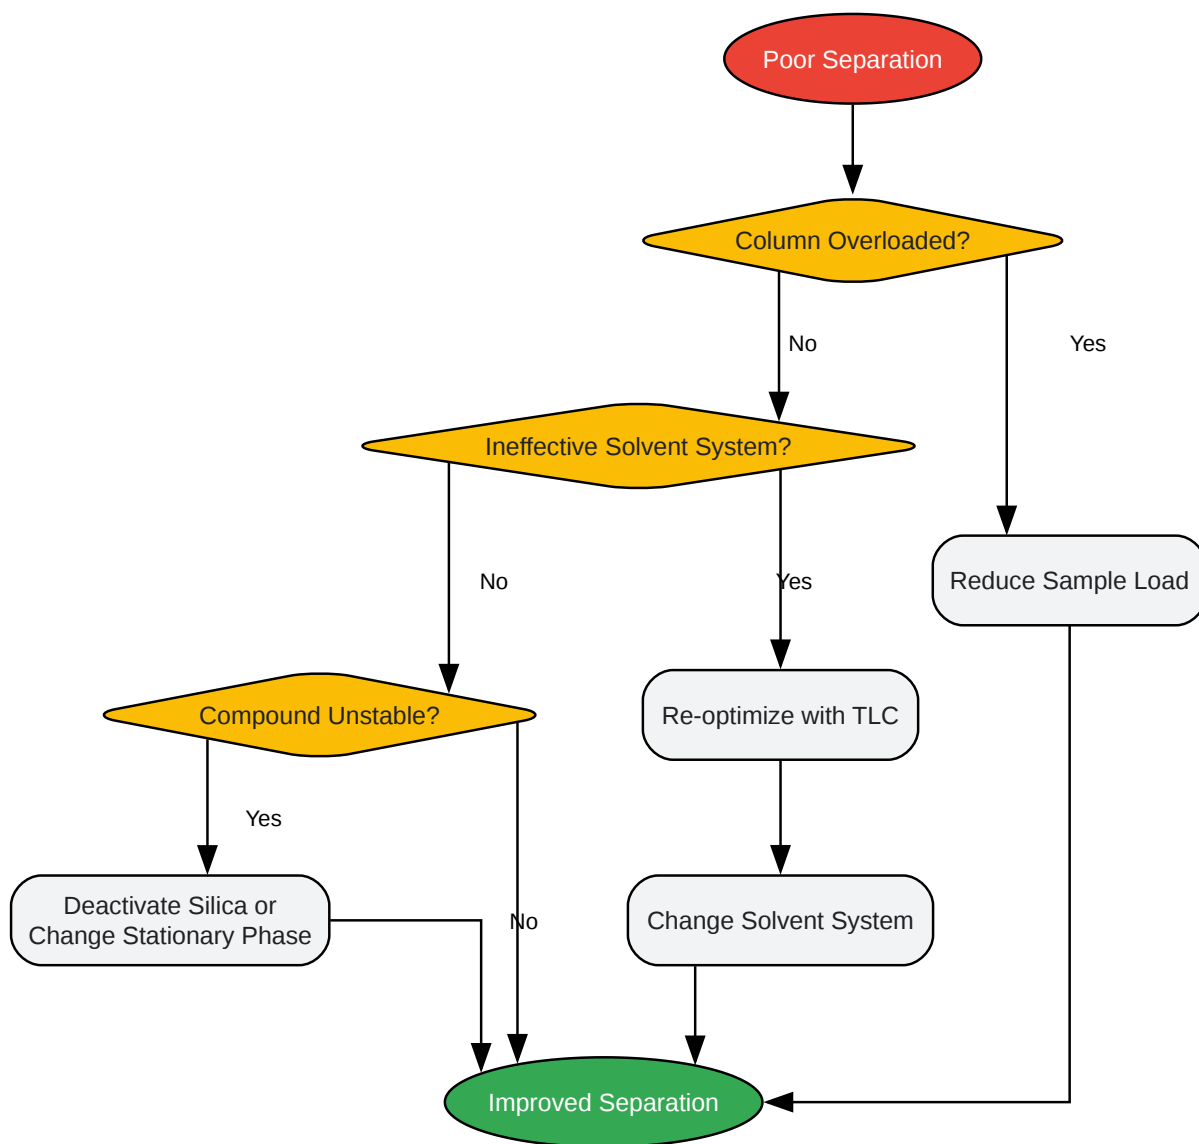 Poor Separation
Column Overloaded?
No
Yes
Ineffective Solvent System?
No
Yes
Reduce Sample Load
Compound Unstable?
Re-optimize with TLC
Yes
Deactivate Silica or
Change Stationary Phase
No
Change Solvent System
Improved Separation